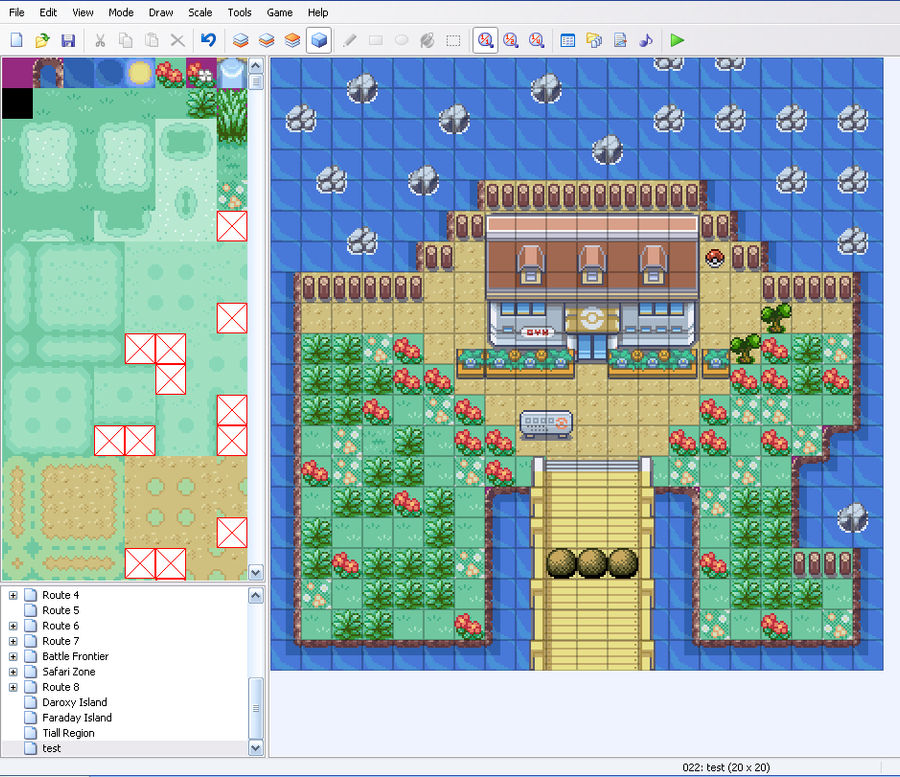 File Edit View Mode Draw Scale Tools Game Help
Route 4
Route 5
Route 6
Route 7
Battle Frontier
Safari Zone
Route 8
Daroxy Island
Faraday Island
Tiall Region
test
022: test (20 x 20)